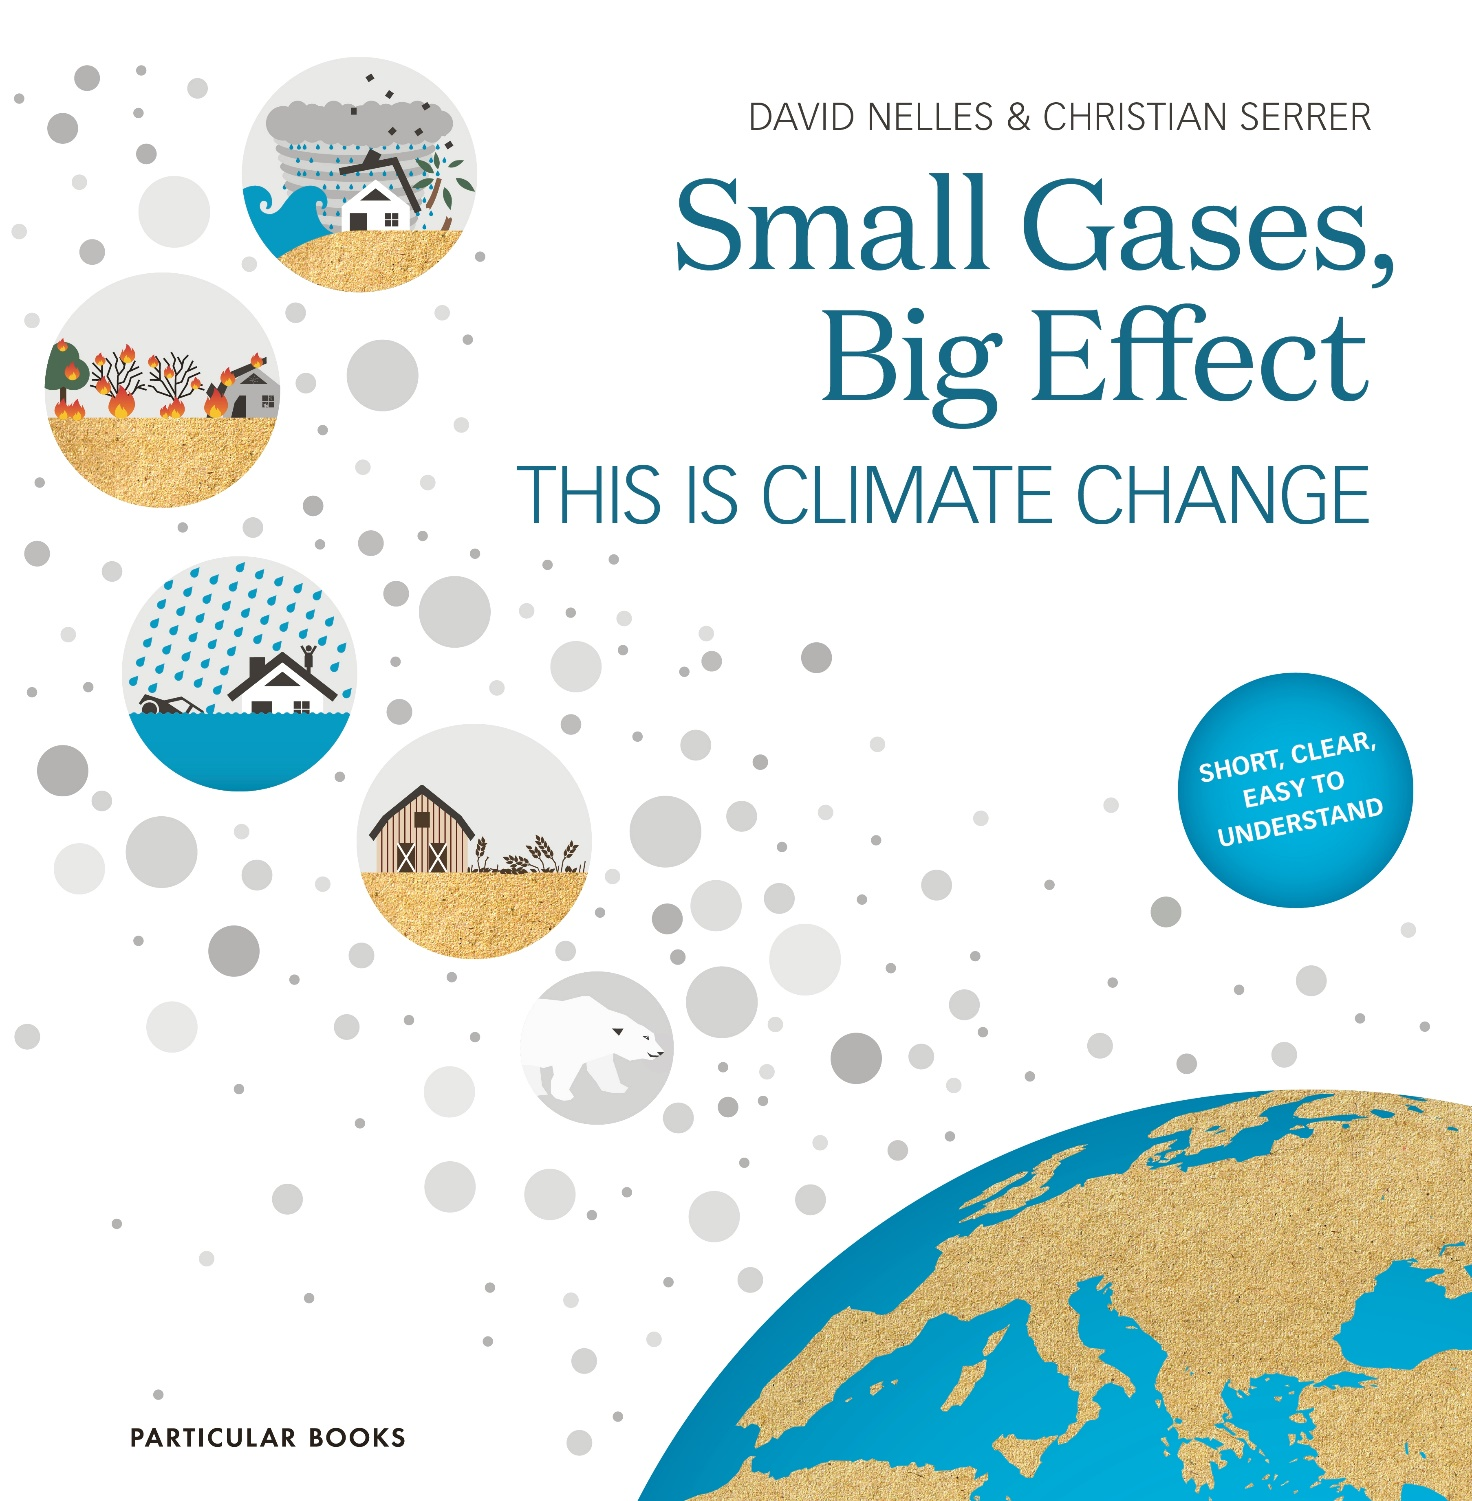 DAVID NELLES & CHRISTIAN SERRER
Small Gases,
Big Effect
THIS IS CLIMATE CHANGE
SHORT, CLEAR,
EASY TO
UNDERSTAND
PARTICULAR BOOKS